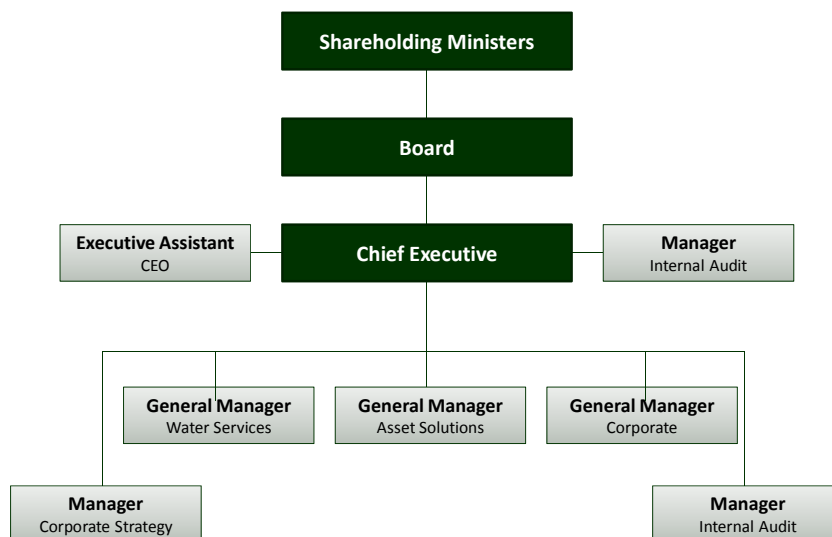 Shareholding Ministers
Board
Executive Assistant
CEO
Chief Executive
Manager
Internal Audit
General Manager
Water Services
General Manager
Asset Solutions
General Manager
Corporate
Manager
Corporate Strategy
Manager
Internal Audit